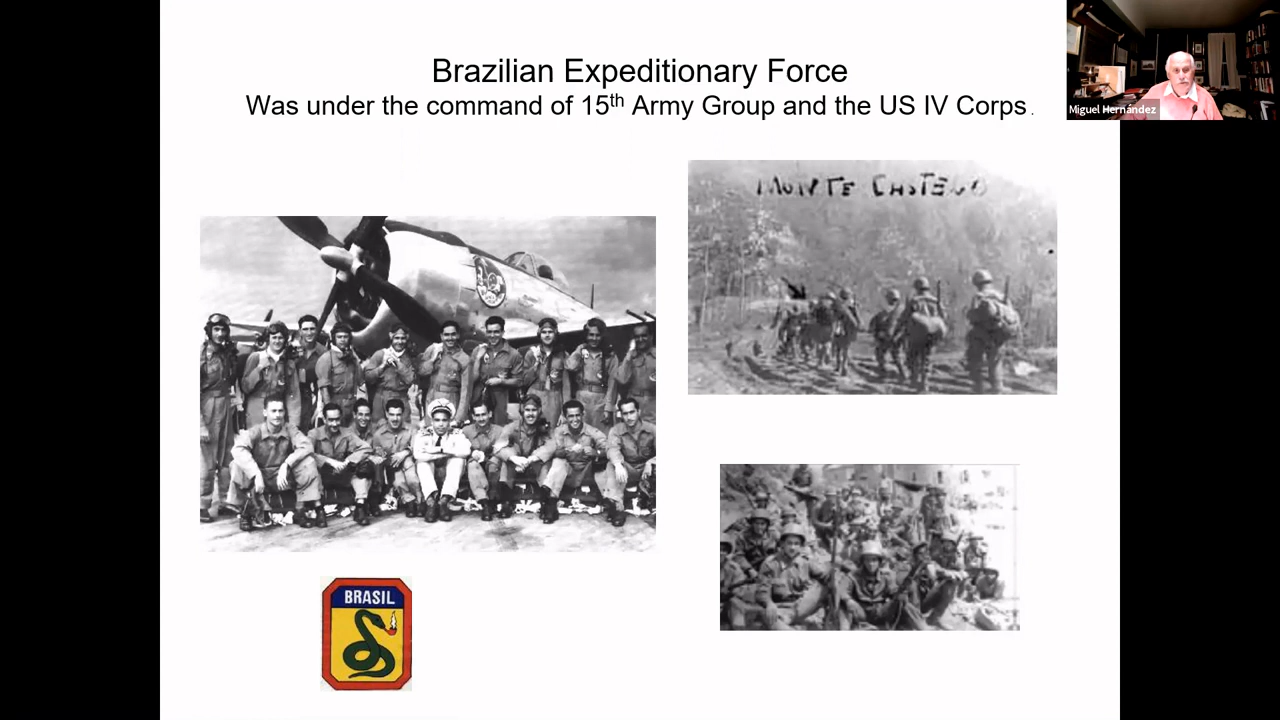 Brazilian Expeditionary Force
Was under the command of 15th Army Group and the US IV Corps.
Miguel Hernández
MONTE CASTELO
BRASIL